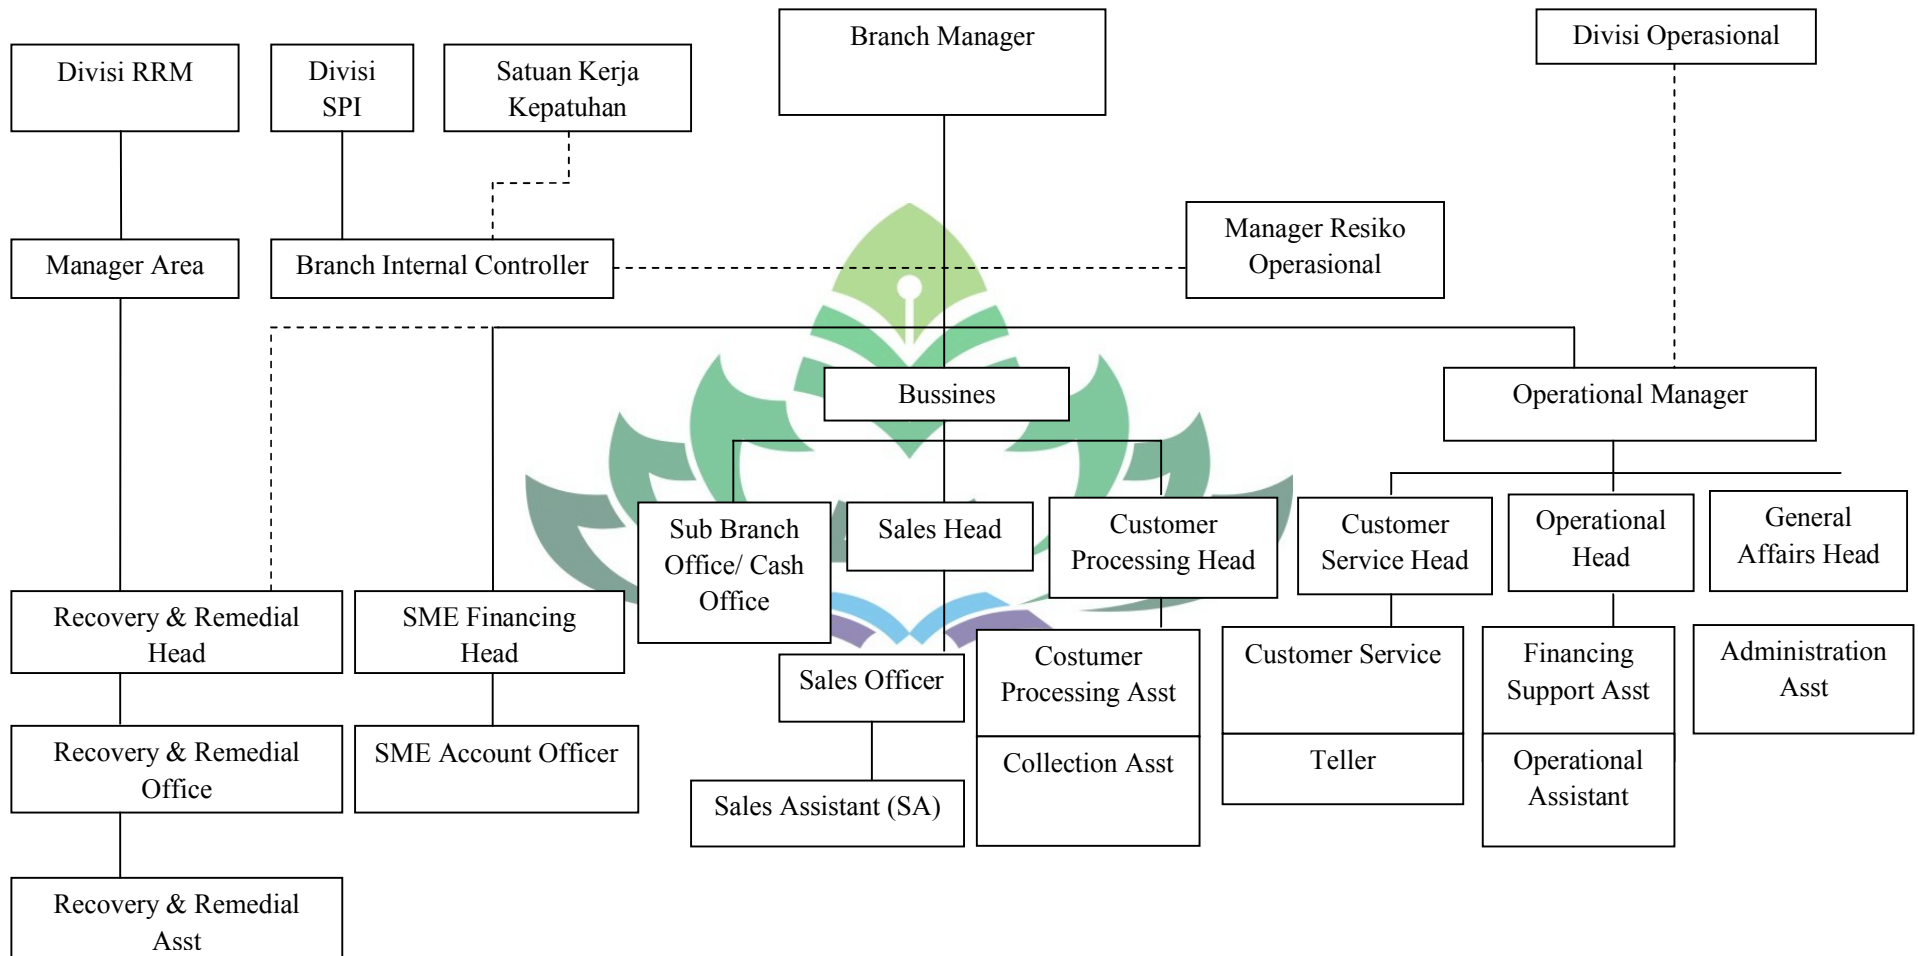 Branch Manager
Divisi Operasional
Divisi RRM
Divisi
SPI
Satuan Kerja
Kepatuhan
Manager Resiko
Operasional
Manager Area
Branch Internal Controller
Bussines
Operational Manager
Sub Branch
Office/ Cash
Office
Sales Head
Customer
Processing Head
Customer
Service Head
Operational
Head
General
Affairs Head
Recovery & Remedial
Head
SME Financing
Head
Sales Officer
Costumer
Processing Asst
Customer Service
Financing
Support Asst
Administration
Asst
Recovery & Remedial
Office
SME Account Officer
Sales Assistant (SA)
Collection Asst
Teller
Operational
Assistant
Recovery & Remedial
Asst